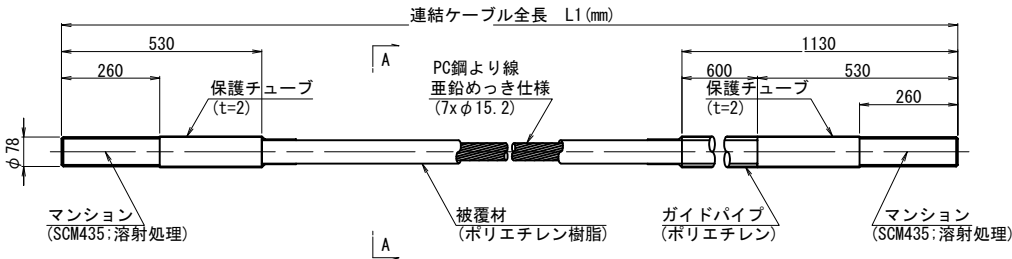 連結ケーブル全長 L1(mm)
530
A
1130
260
PC鋼より線
亜鉛めっき仕様
(7xφ15.2)
600
530
保護チューブ
(t=2)
保護チューブ
(t=2)
260
φ78
マンション
(SCM435;溶射処理)
A
被覆材
(ポリエチレン樹脂)
ガイドパイプ
(ポリエチレン)
マンション
(SCM435;溶射処理)